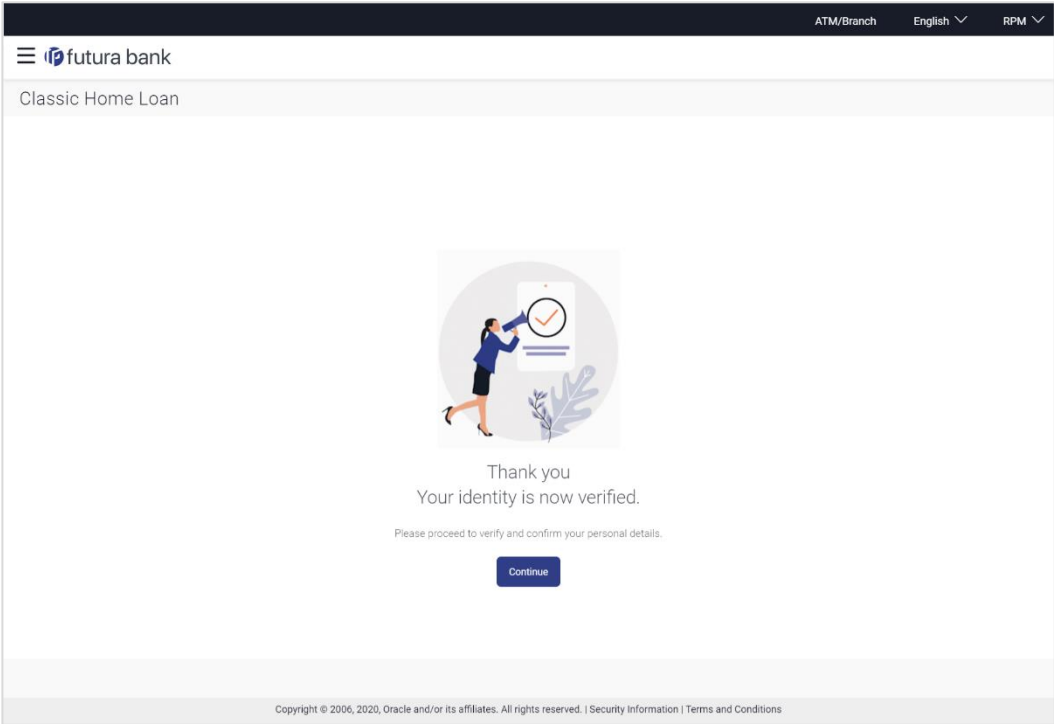 ATM/Branch English RPM
futura bank
Classic Home Loan
Thank you
Your identity is now verified.
Please proceed to verify and confirm your personal details.
Continue
Copyright © 2006, 2020, Oracle and/or its affiliates. All rights reserved. | Security Information | Terms and Conditions